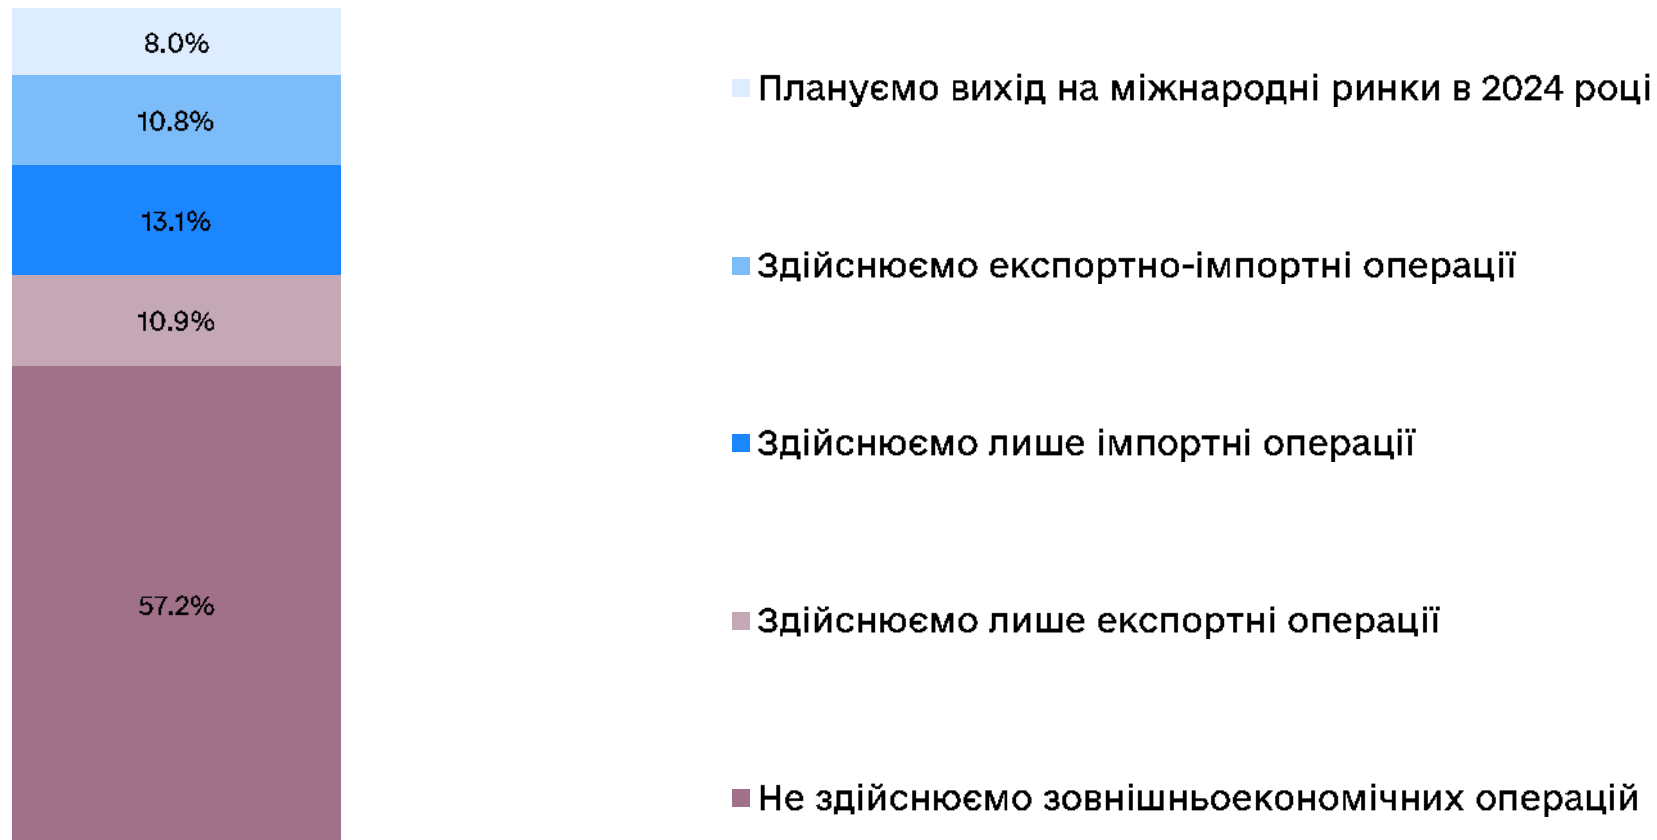 8.0%
10.8%
13.1%
10.9%
57.2%
Плануємо вихід на міжнародні ринки в 2024 році
Здійснюємо експортно-імпортні операції
Здійснюємо лише імпортні операції
Здійснюємо лише експортні операції
Не здійснюємо зовнішньоекономічних операцій